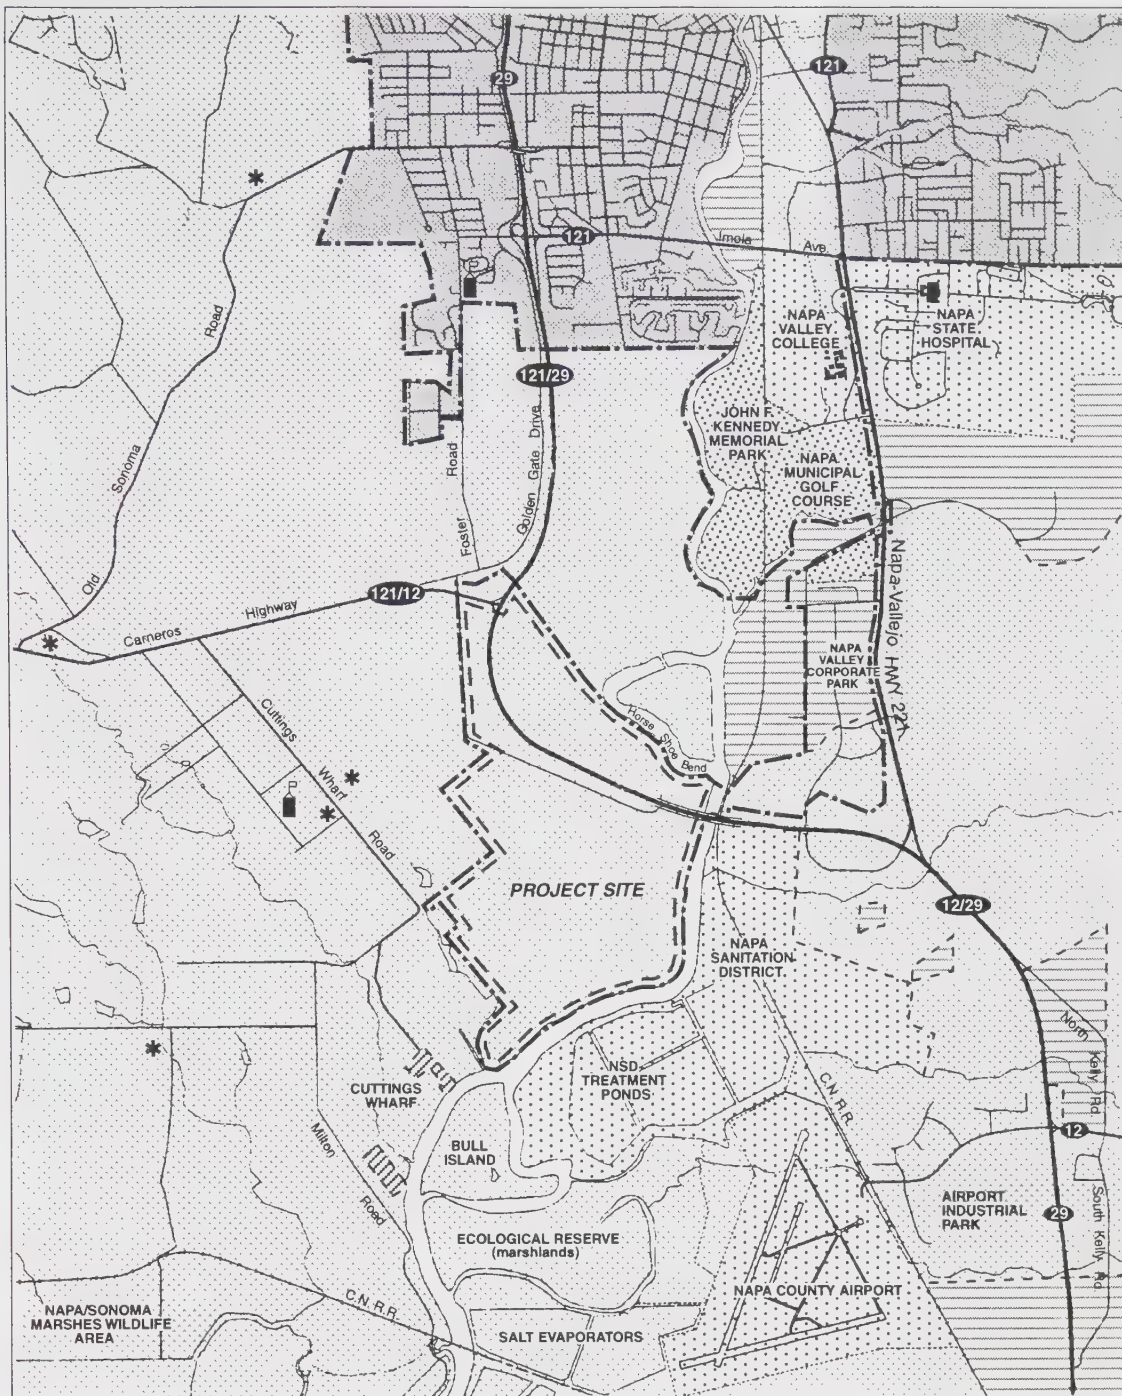 29
121
121
Imola Ave.
NAPA
VALLEY
COLLEGE
NAPA
STATE
HOSPITAL
Road
121/29
JOHN F.
KENNEDY
MEMORIAL
PARK
Golden Gate Drive
Sonoma
Road
NAPA
MUNICIPAL
GOLF
COURSE
Foster
Old
Napa-Vallejo HWY 221
121/12
Carneros Highway
NAPA
VALLEY
CORPORATE
PARK
Cuttings
Wharf
Road
Horse Shoe Bend
PROJECT SITE
12/29
NAPA
SANITATION
DISTRICT
North
Kelly Rd.
NSD
TREATMENT
PONDS
C.N.R.R.
CUTTINGS
WHARF
12
Milton
Road
BULL
ISLAND
AIRPORT
INDUSTRIAL
PARK
29
South Kelly Rd.
ECOLOGICAL RESERVE
(marshlands)
NAPA COUNTY AIRPORT
C.N.R.R.
NAPA/SONOMA
MARSHES WILDLIFE
AREA
SALT EVAPORATORS